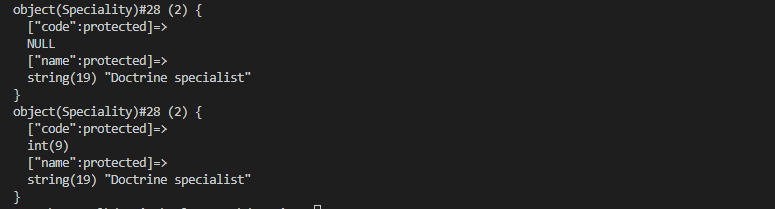 object(Speciality)#28 (2) {
  ["code":protected]=>
  NULL
  ["name":protected]=>
  string(19) "Doctrine specialist"
}
object(Speciality)#28 (2) {
  ["code":protected]=>
  int(9)
  ["name":protected]=>
  string(19) "Doctrine specialist"
}